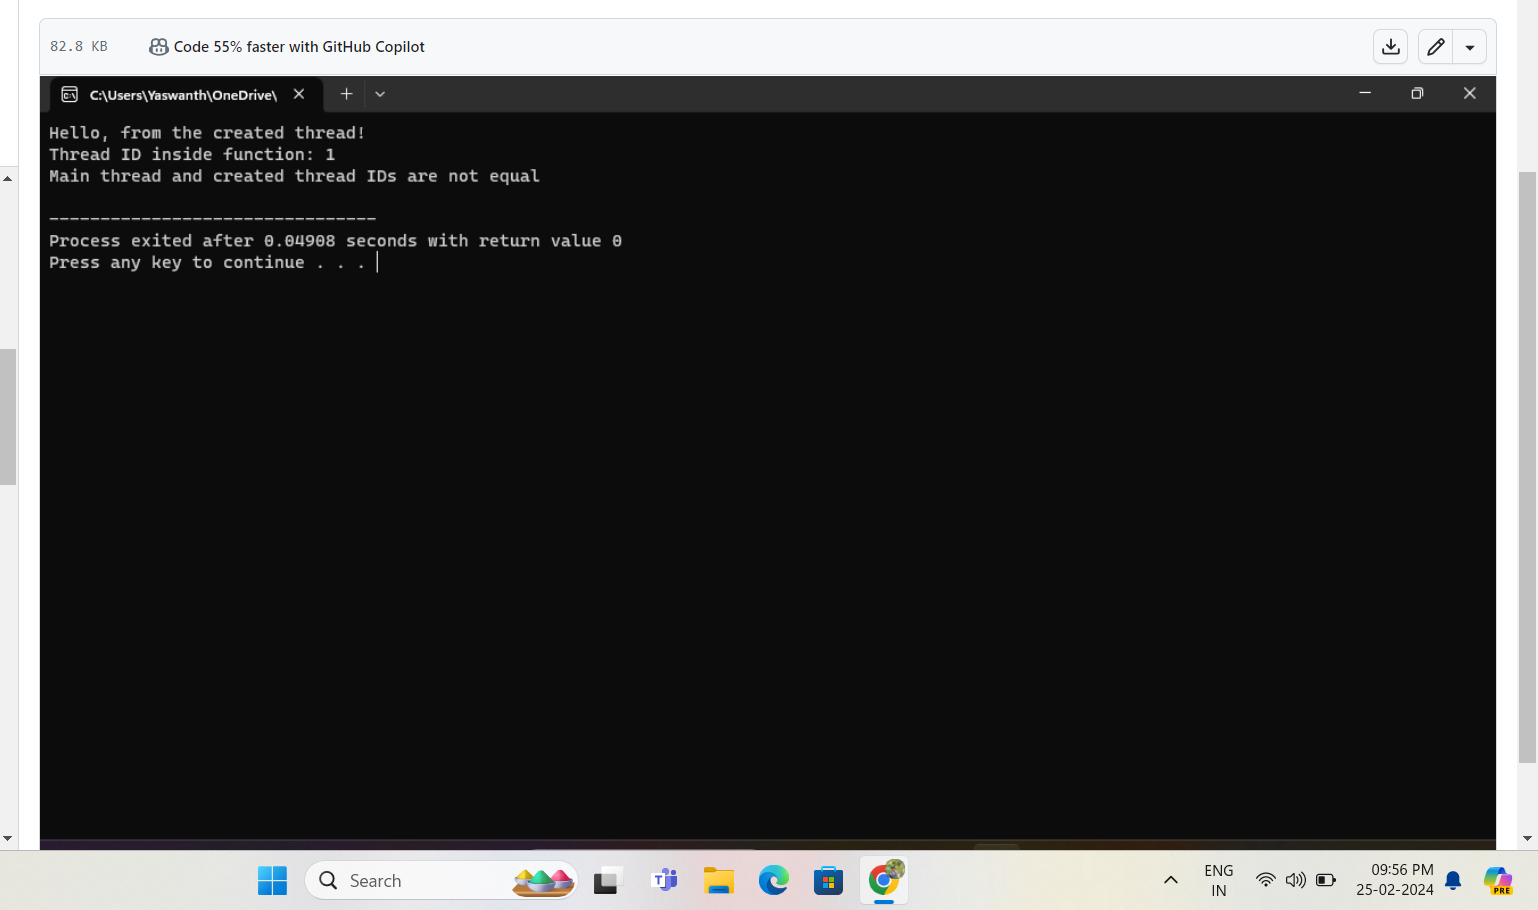 82.8 KB
Code 55% faster with GitHub Copilot
C:\Users\Yaswanth\OneDrive\
Hello, from the created thread!
Thread ID inside function: 1
Main thread and created thread IDs are not equal
--------------------------------
Process exited after 0.04908 seconds with return value 0
Press any key to continue . . .
Search
ENG
IN
09:56 PM
25-02-2024
PRE